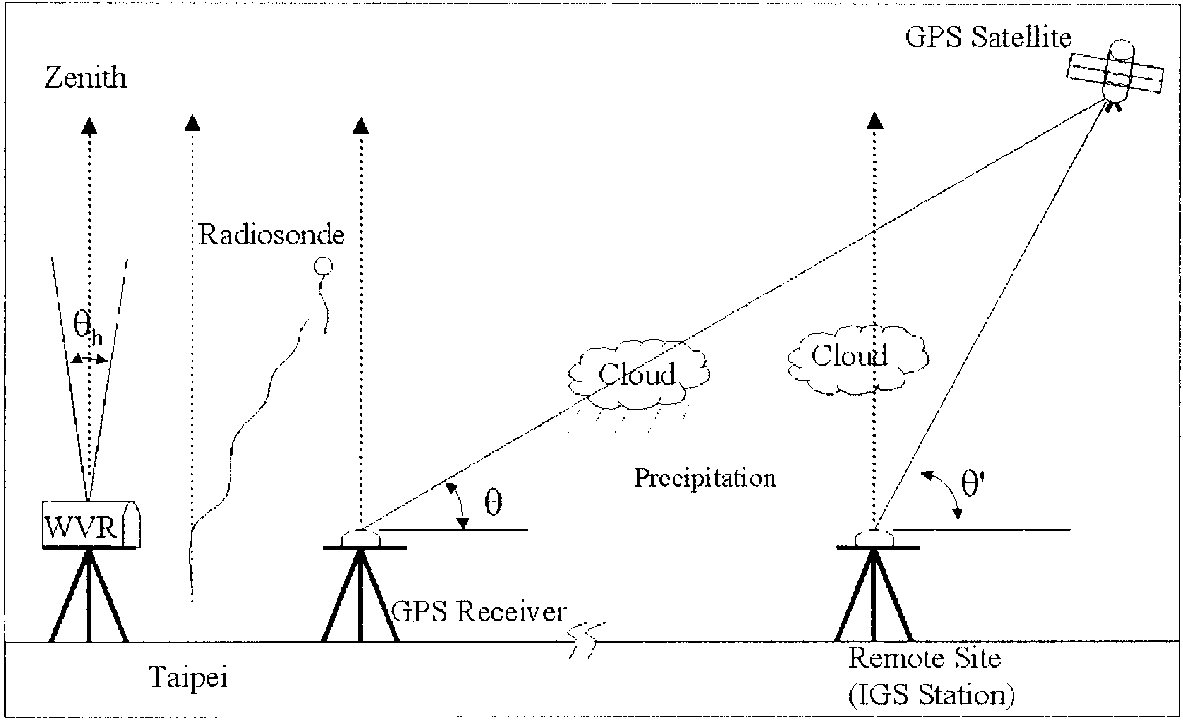 GPS Satellite
Zenith
Radiosonde
θh
Cloud
Cloud
Precipitation
θ
θ'
WVR
GPS Receiver
Taipei
Remote Site
(IGS Station)